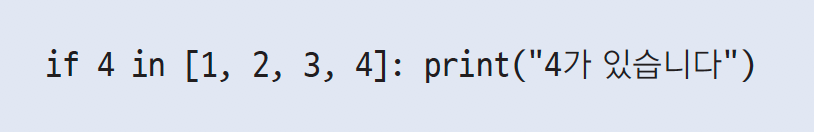 if 4 in [1, 2, 3, 4]: print("4가 있습니다")